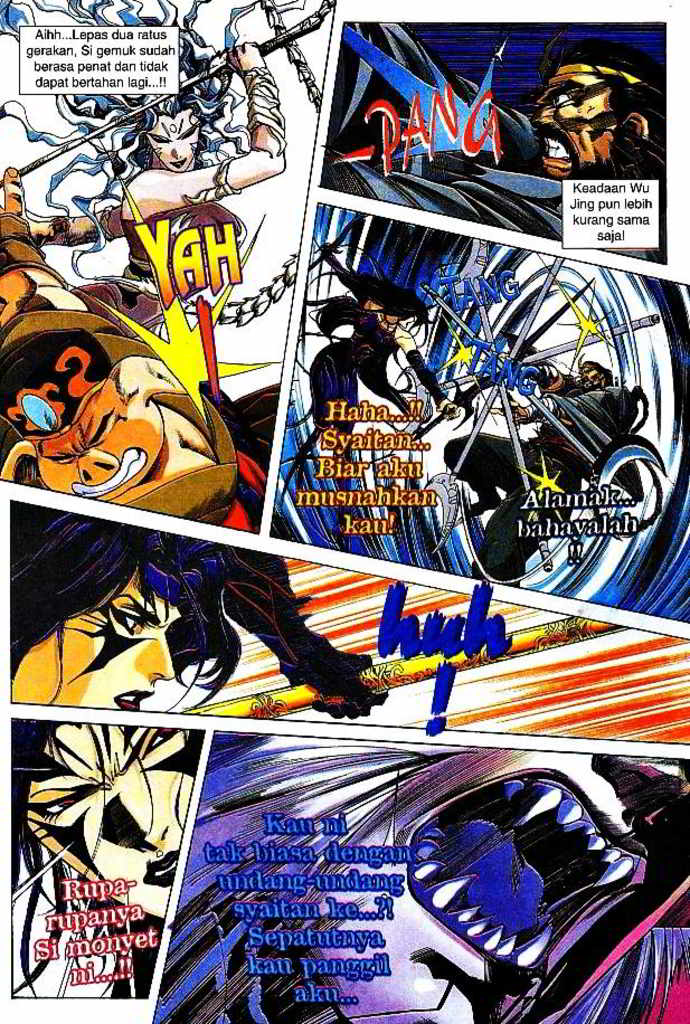 Aihh...Lepas dua ratus
gerakan, Si gemuk sudah
berasa penat dan tidak
dapat bertahan lagi...!!
PANG
Keadaan Wu
Jing pun lebih
kurang sama
saja!
YAH
!
TANG
TANG
Haha...!!
Syaitan...
Biar aku
musnahkan
kau!
Alamak...
bahayalah
!!
huh
!
Rupa-
rupanya
Si monyet
ni....!!
Kau ni
tak biasa dengan
undang-undang
syaitan ke...?!
Sepatutnya
kau panggil
aku...